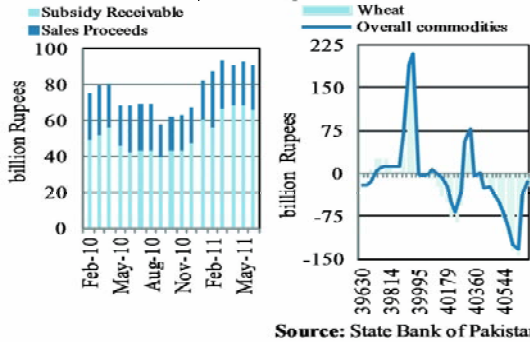 Subsidy Receivable
Sales Proceeds
billion Rupees
100
80
60
40
20
0
Feb-10
May-10
Aug-10
Nov-10
Feb-11
May-11
Wheat
Overall commodities
billion Rupees
225
150
75
0
-75
-150
39630
39814
39995
40179
40360
40544
Source: State Bank of Pakista